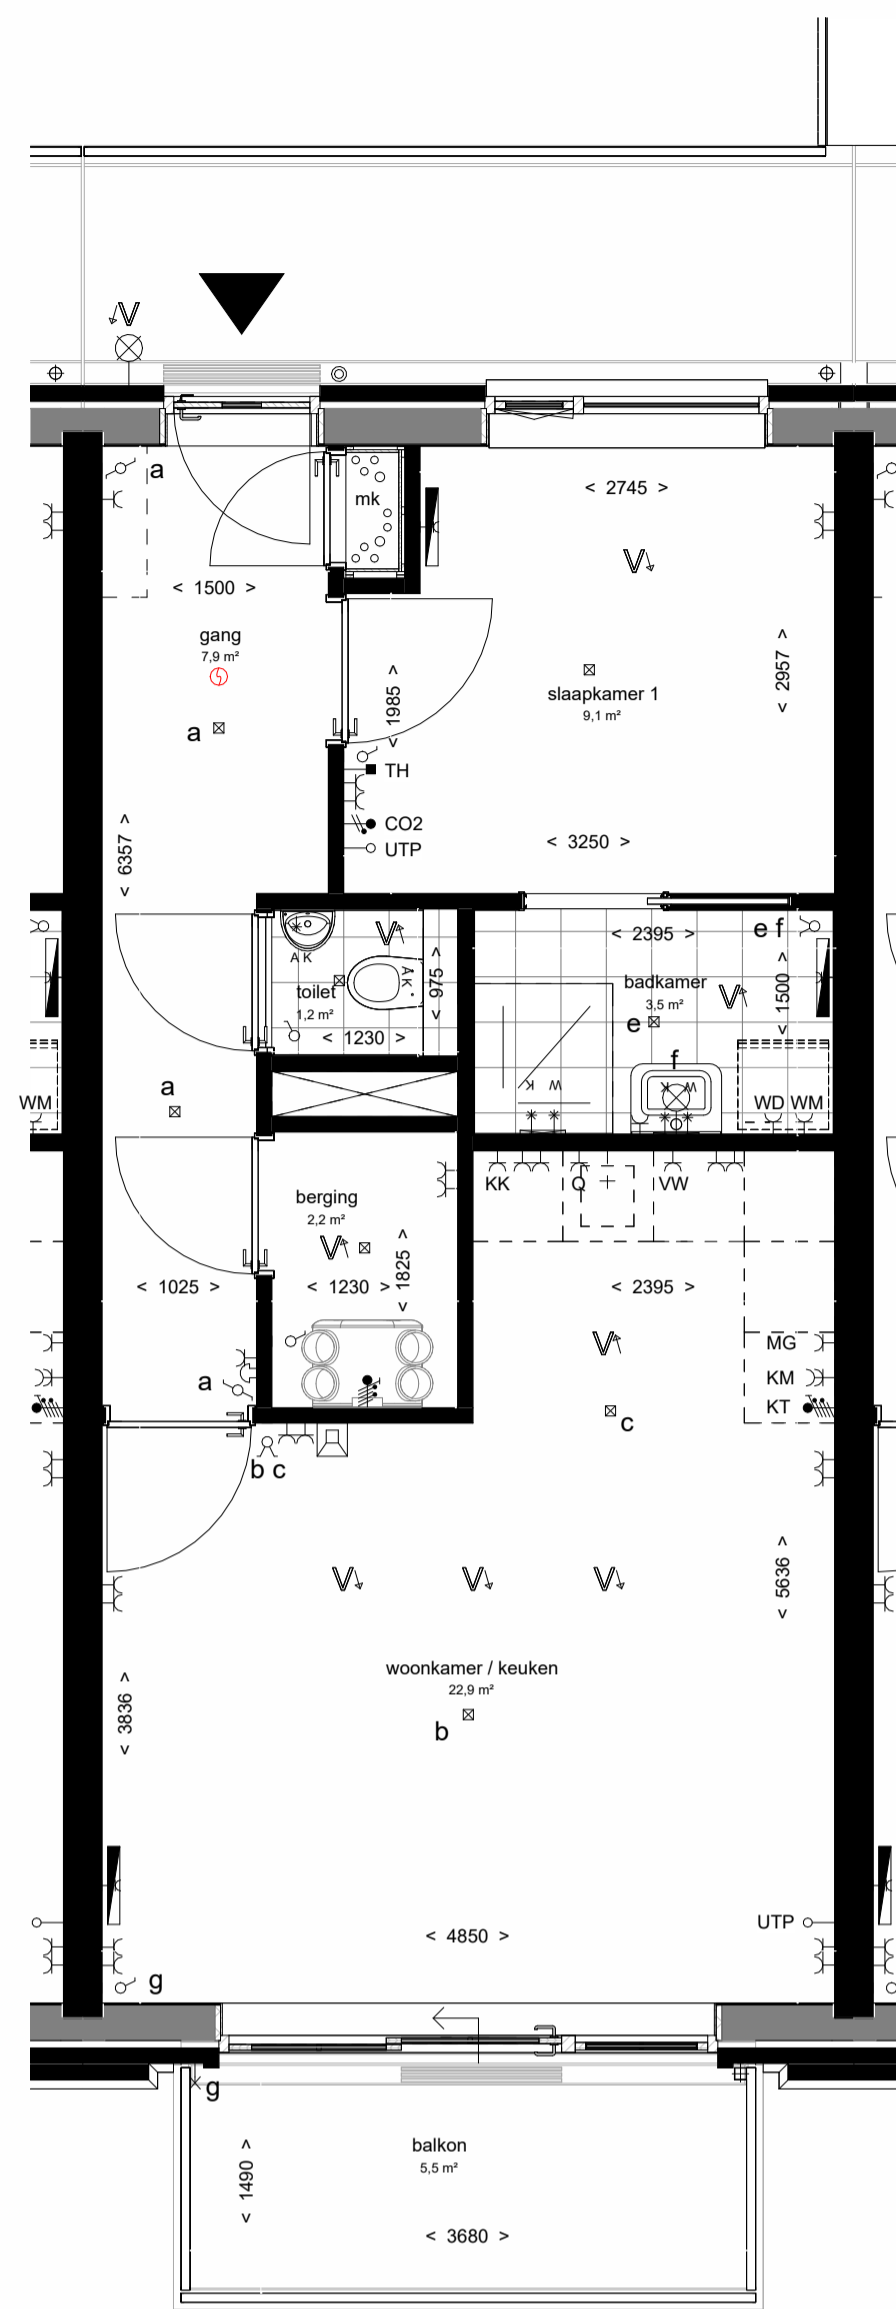 V
a
mk
< 2745 >
V
< 1500 >
gang
7,9 m²
< 2957 >
< 1985 >
slaapkamer 1
9,1 m²
a
TH
CO2
UTP
< 6357 >
< 3250 >
V
e f
< 2395 >
A K
A K
< 975 >
toilet
1,2 m²
< 1230 >
badkamer
3,5 m²
V
< 1500 >
e
f
K W
K W
a
WM
WD WM
KK
Q
VW
berging
2,2 m²
V
< 1825 >
< 1025 >
< 1230 >
< 2395 >
V
MG
KM
KT
a
c
b c
V
V
V
< 5636 >
woonkamer / keuken
22,9 m²
< 3836 >
b
UTP
< 4850 >
g
g
balkon
5,5 m²
< 1490 >
< 3680 >